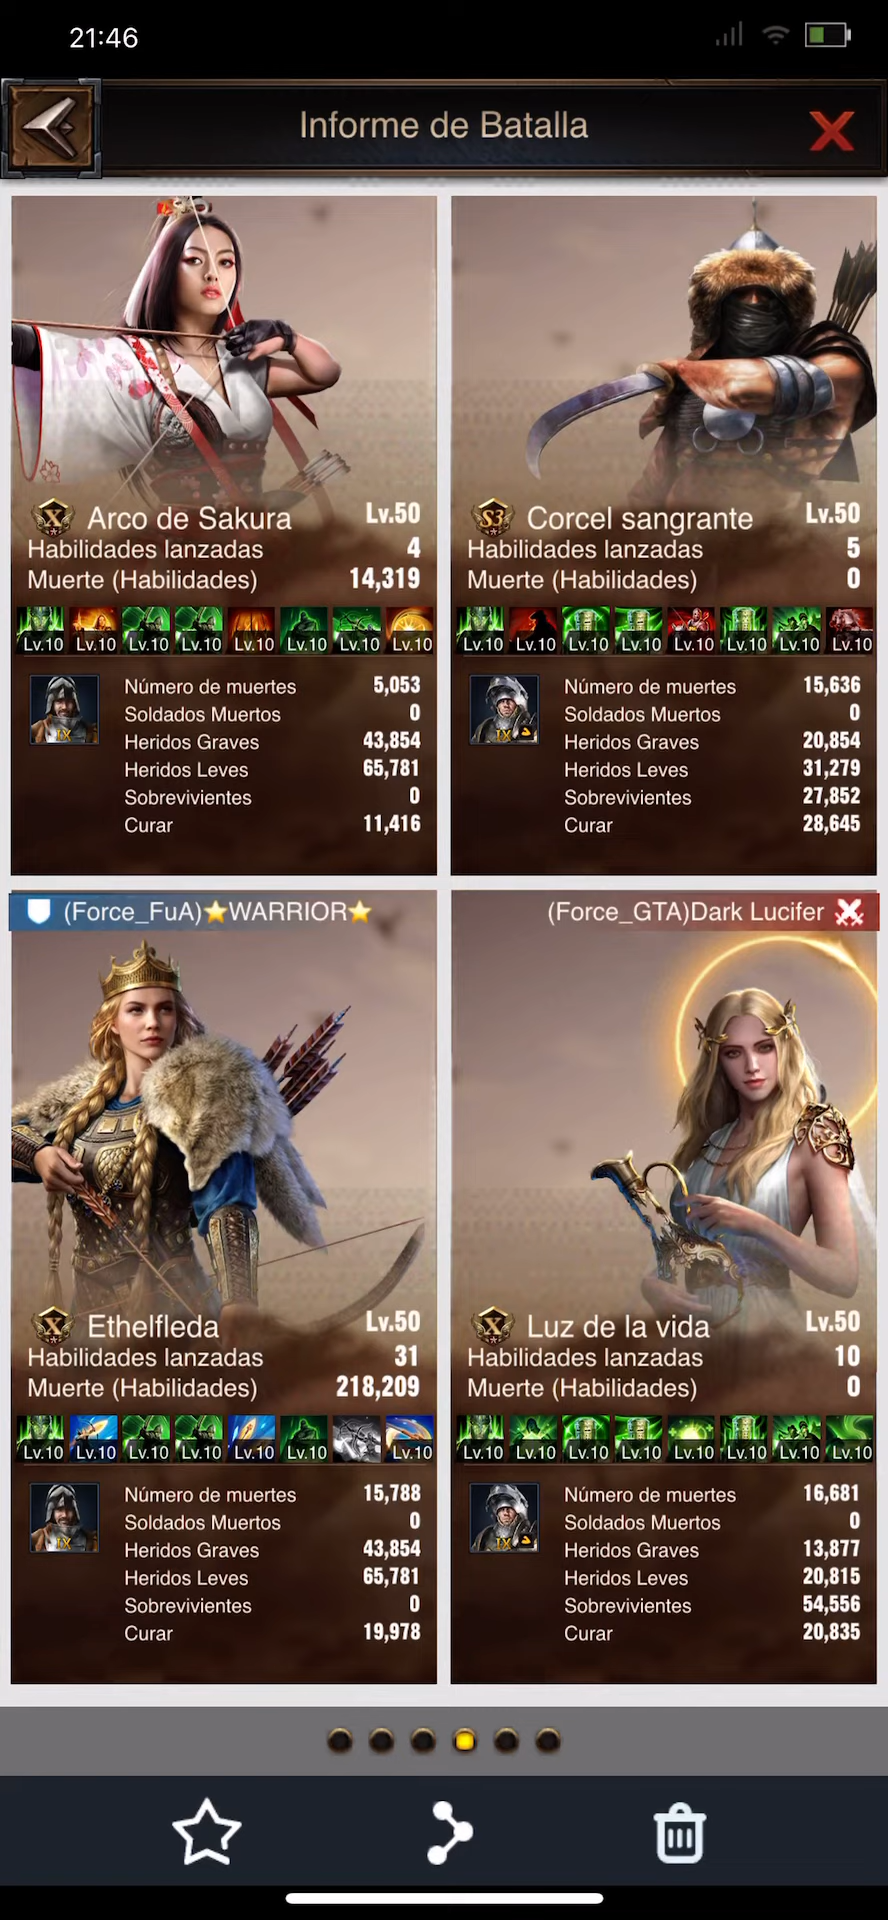 21:46
Informe de Batalla
X Arco de Sakura Lv.50
Habilidades lanzadas 4
Muerte (Habilidades) 14,319
Lv.10 Lv.10 Lv.10 Lv.10 Lv.10 Lv.10 Lv.10 Lv.10
Número de muertes 5,053
Soldados Muertos 0
Heridos Graves 43,854
Heridos Leves 65,781
Sobrevivientes 0
Curar 11,416
IX
S3 Corcel sangrante Lv.50
Habilidades lanzadas 5
Muerte (Habilidades) 0
Lv.10 Lv.10 Lv.10 Lv.10 Lv.10 Lv.10 Lv.10 Lv.10
Número de muertes 15,636
Soldados Muertos 0
Heridos Graves 20,854
Heridos Leves 31,279
Sobrevivientes 27,852
Curar 28,645
IX
(Force_FuA)⭐WARRIOR⭐
X Ethelfleda Lv.50
Habilidades lanzadas 31
Muerte (Habilidades) 218,209
Lv.10 Lv.10 Lv.10 Lv.10 Lv.10 Lv.10 Lv.10 Lv.10
Número de muertes 15,788
Soldados Muertos 0
Heridos Graves 43,854
Heridos Leves 65,781
Sobrevivientes 0
Curar 19,978
IX
(Force_GTA)Dark Lucifer
X Luz de la vida Lv.50
Habilidades lanzadas 10
Muerte (Habilidades) 0
Lv.10 Lv.10 Lv.10 Lv.10 Lv.10 Lv.10 Lv.10 Lv.10
Número de muertes 16,681
Soldados Muertos 0
Heridos Graves 13,877
Heridos Leves 20,815
Sobrevivientes 54,556
Curar 20,835
IX